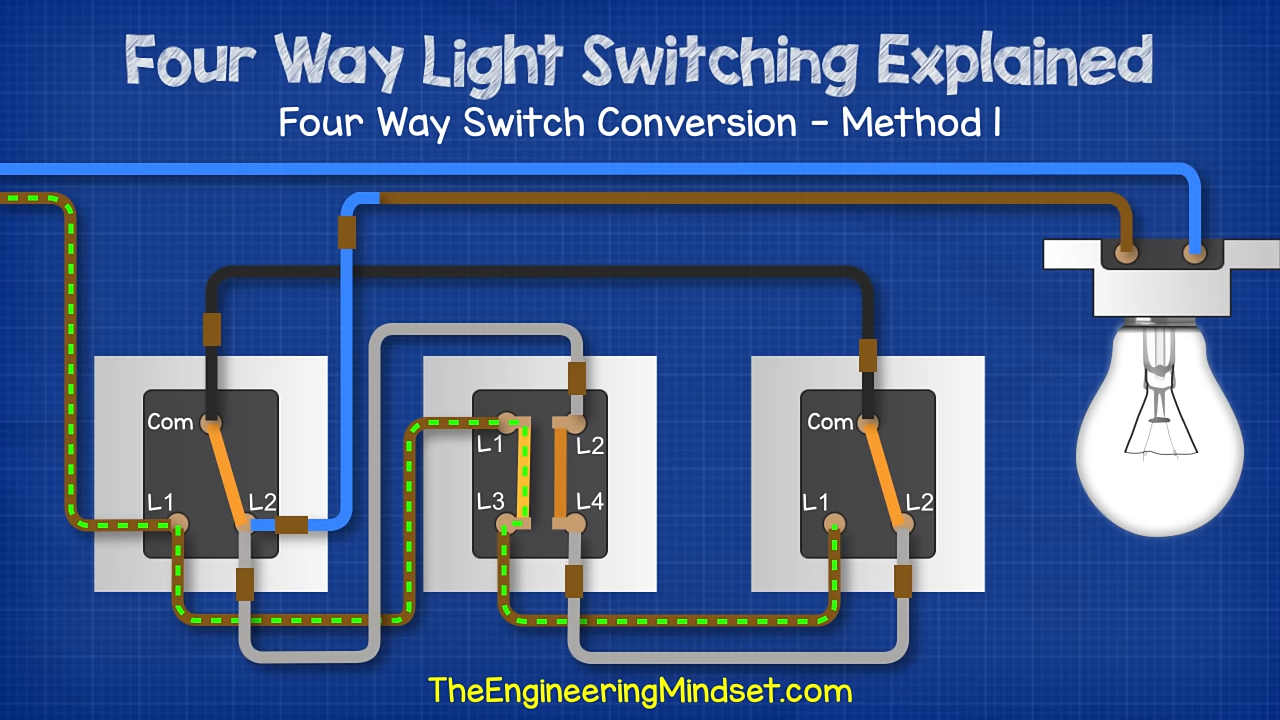 Four Way Light Switching Explained
Four Way Switch Conversion - Method 1
Com
L1
L2
L1
L2
L3
L4
Com
L1
L2
TheEngineeringMindset.com